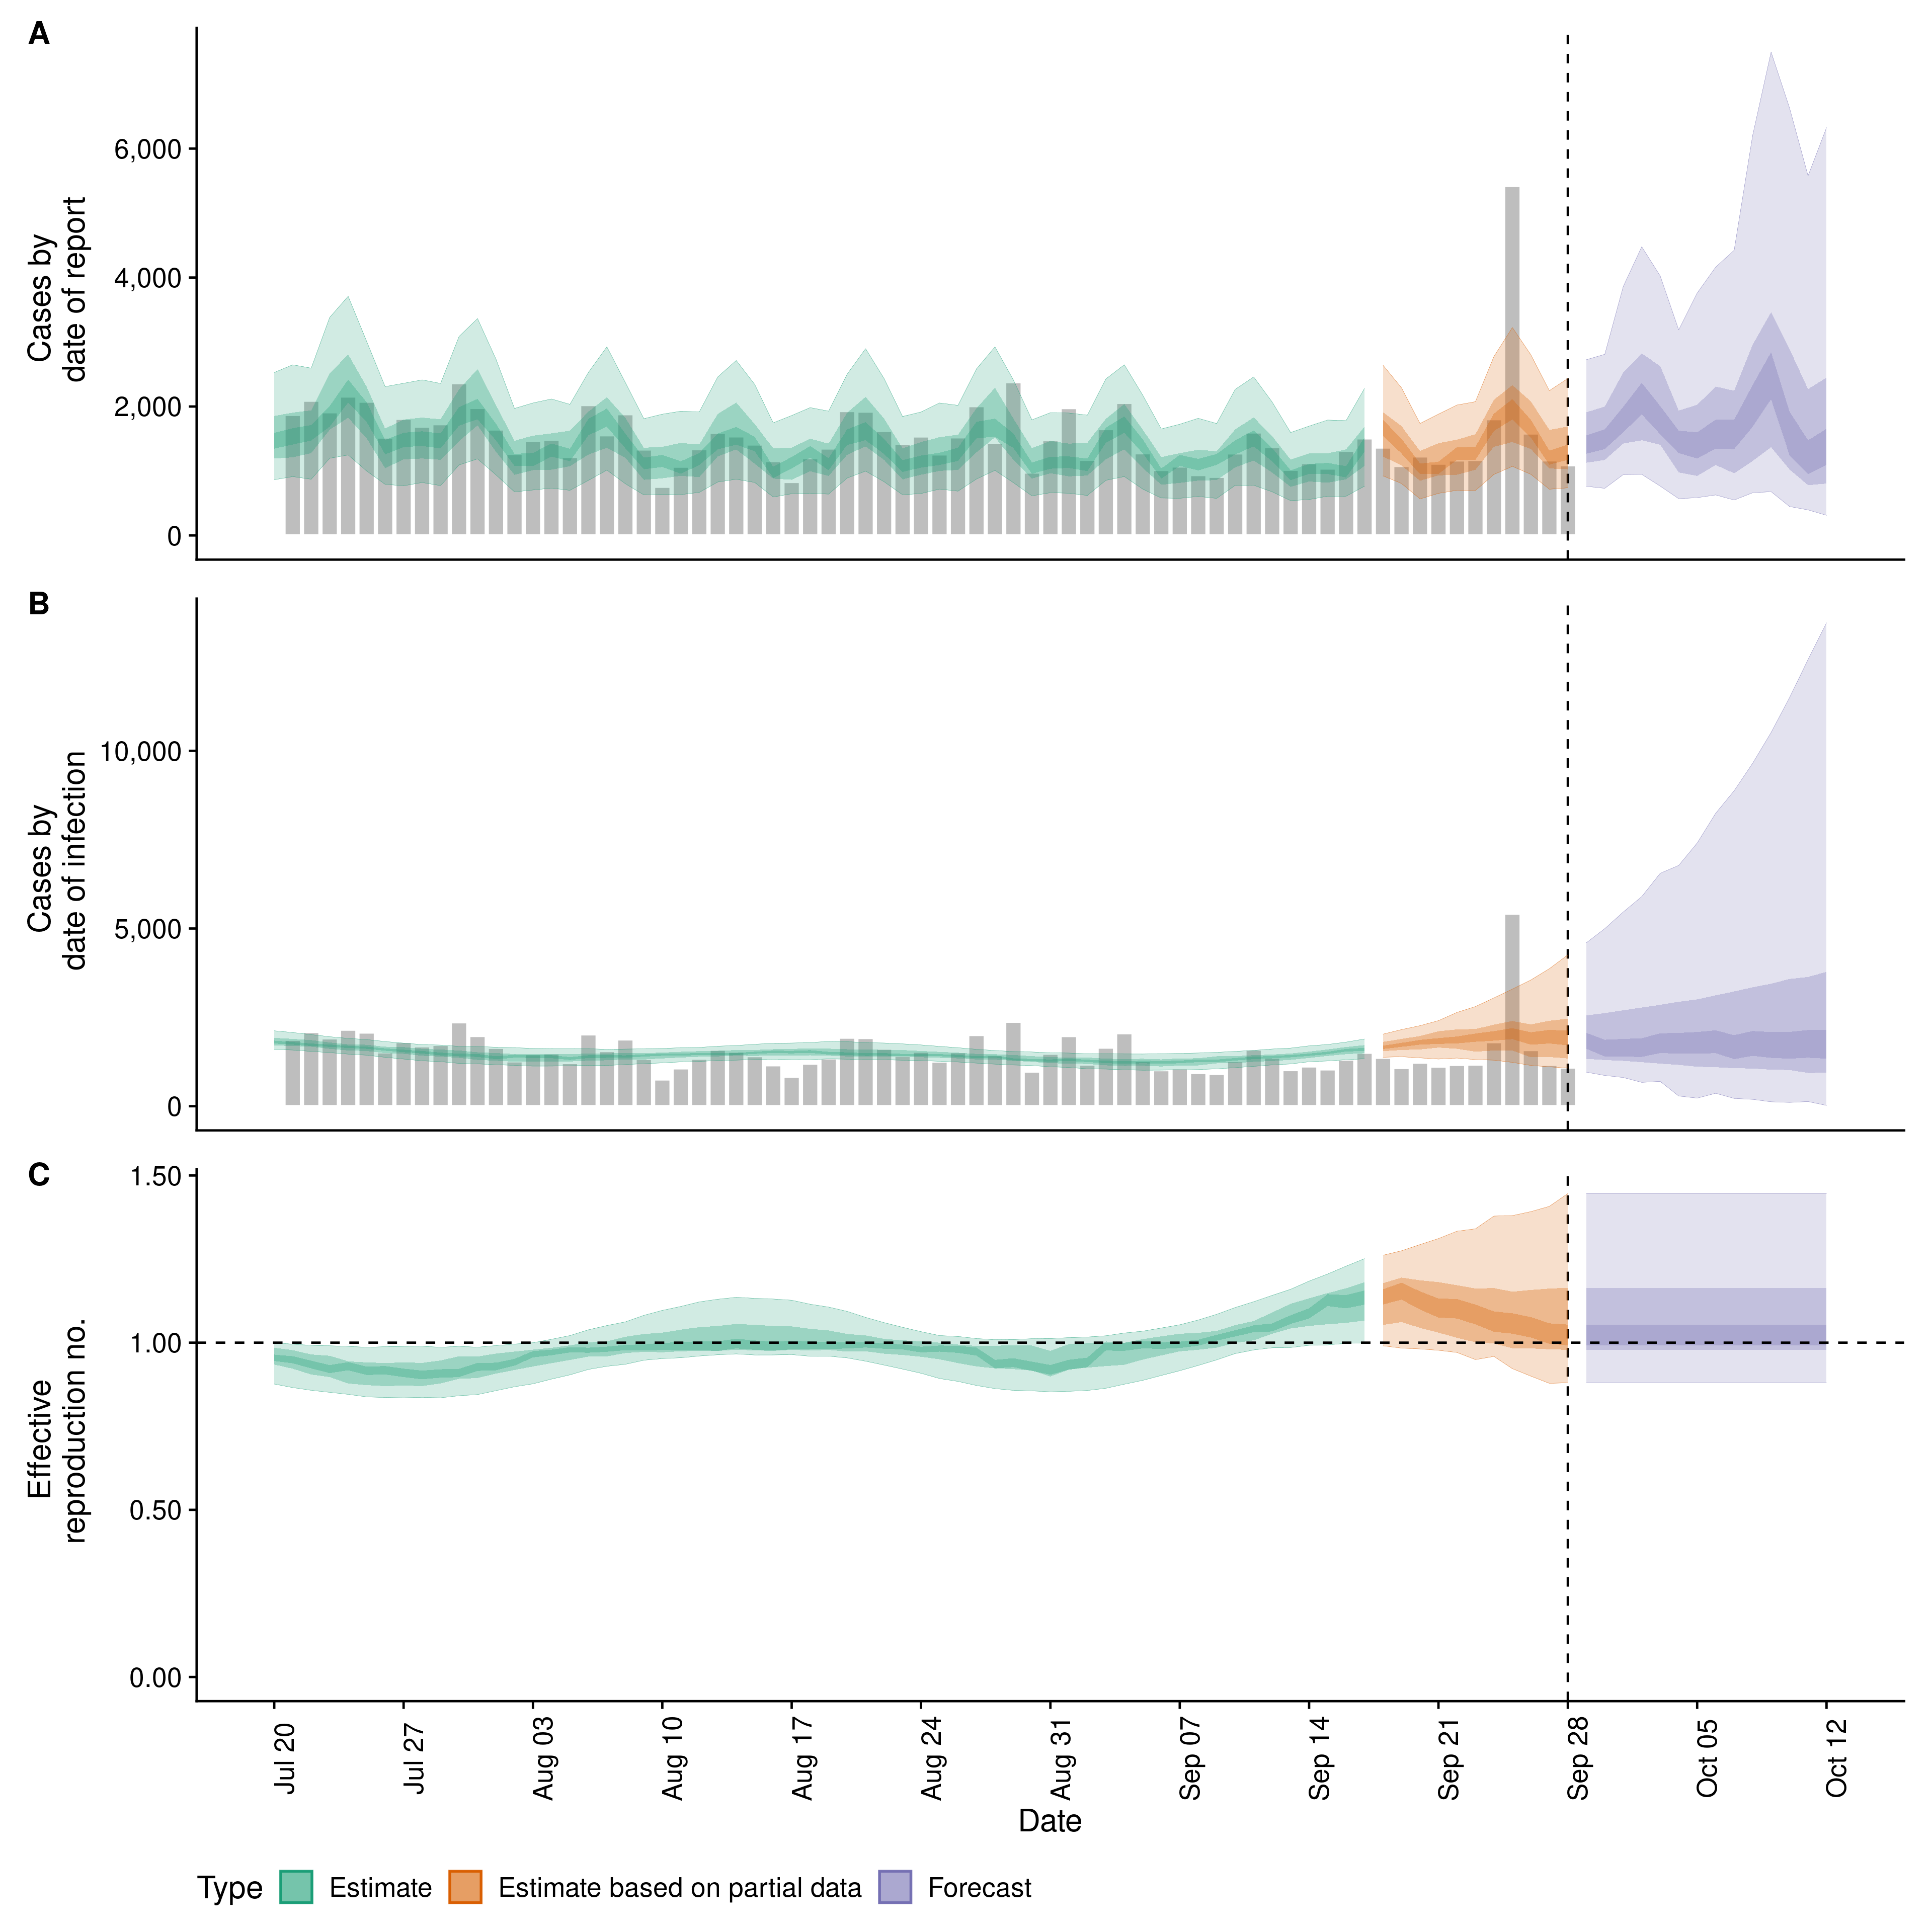 A
Cases by
date of report
6,000
4,000
2,000
0
B
Cases by
date of infection
10,000
5,000
0
C
Effective
reproduction no.
1.50
1.00
0.50
0.00
Jul 20
Jul 27
Aug 03
Aug 10
Aug 17
Aug 24
Aug 31
Sep 07
Sep 14
Sep 21
Sep 28
Oct 05
Oct 12
Date
Type Estimate Estimate based on partial data Forecast